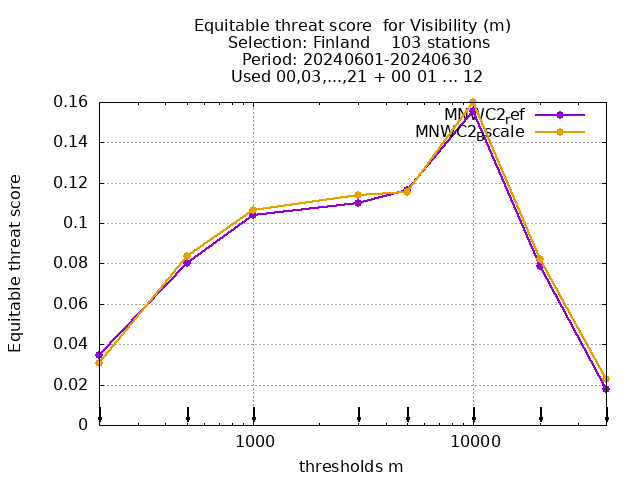 Equitable threat score  for Visibility (m)
Selection: Finland    103 stations
Period: 20240601-20240630
Used 00,03,...,21 + 00 01 ... 12
MNWC2_ref
MNWC2_Bscale
0.16
0.14
0.12
0.1
0.08
0.06
0.04
0.02
0
Equitable threat score
1000
10000
thresholds m